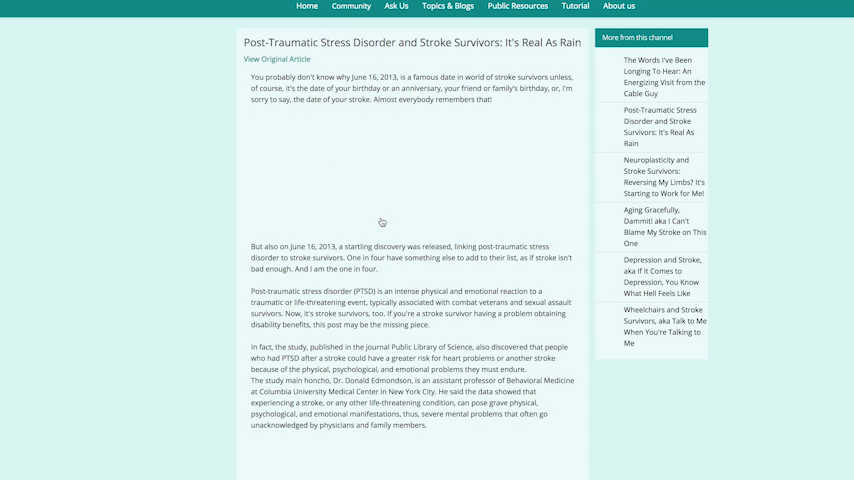 Home Community Ask Us Topics & Blogs Public Resources Tutorial About us
Post-Traumatic Stress Disorder and Stroke Survivors: It's Real As Rain
View Original Article
You probably don't know why June 16, 2013, is a famous date in world of stroke survivors unless,
of course, it's the date of your birthday or an anniversary, your friend or family's birthday, or, I'm
sorry to say, the date of your stroke. Almost everybody remembers that!
But also on June 16, 2013, a startling discovery was released, linking post-traumatic stress
disorder to stroke survivors. One in four have something else to add to their list, as if stroke isn't
bad enough. And I am the one in four.
Post-traumatic stress disorder (PTSD) is an intense physical and emotional reaction to a
traumatic or life-threatening event, typically associated with combat veterans and sexual assault
survivors. Now, it's stroke survivors, too. If you're a stroke survivor having a problem obtaining
disability benefits, this post may be the missing piece.
In fact, the study, published in the journal Public Library of Science, also discovered that people
who had PTSD after a stroke could have a greater risk for heart problems or another stroke
because of the physical, psychological, and emotional problems they must endure.
The study main honcho, Dr. Donald Edmondson, is an assistant professor of Behavioral Medicine
at Columbia University Medical Center in New York City. He said the data showed that
experiencing a stroke, or any other life-threatening condition, can pose grave physical,
psychological, and emotional manifestations, thus, severe mental problems that often go
unacknowledged by physicians and family members.
More from this channel
The Words I've Been
Longing To Hear: An
Energizing Visit from the
Cable Guy
Post-Traumatic Stress
Disorder and Stroke
Survivors: It's Real As
Rain
Neuroplasticity and
Stroke Survivors:
Reversing My Limbs? It's
Starting to Work for Me!
Aging Gracefully,
Dammit! aka I Can't
Blame My Stroke on This
One
Depression and Stroke,
aka If It Comes to
Depression, You Know
What Hell Feels Like
Wheelchairs and Stroke
Survivors, aka Talk to Me
When You're Talking to
Me